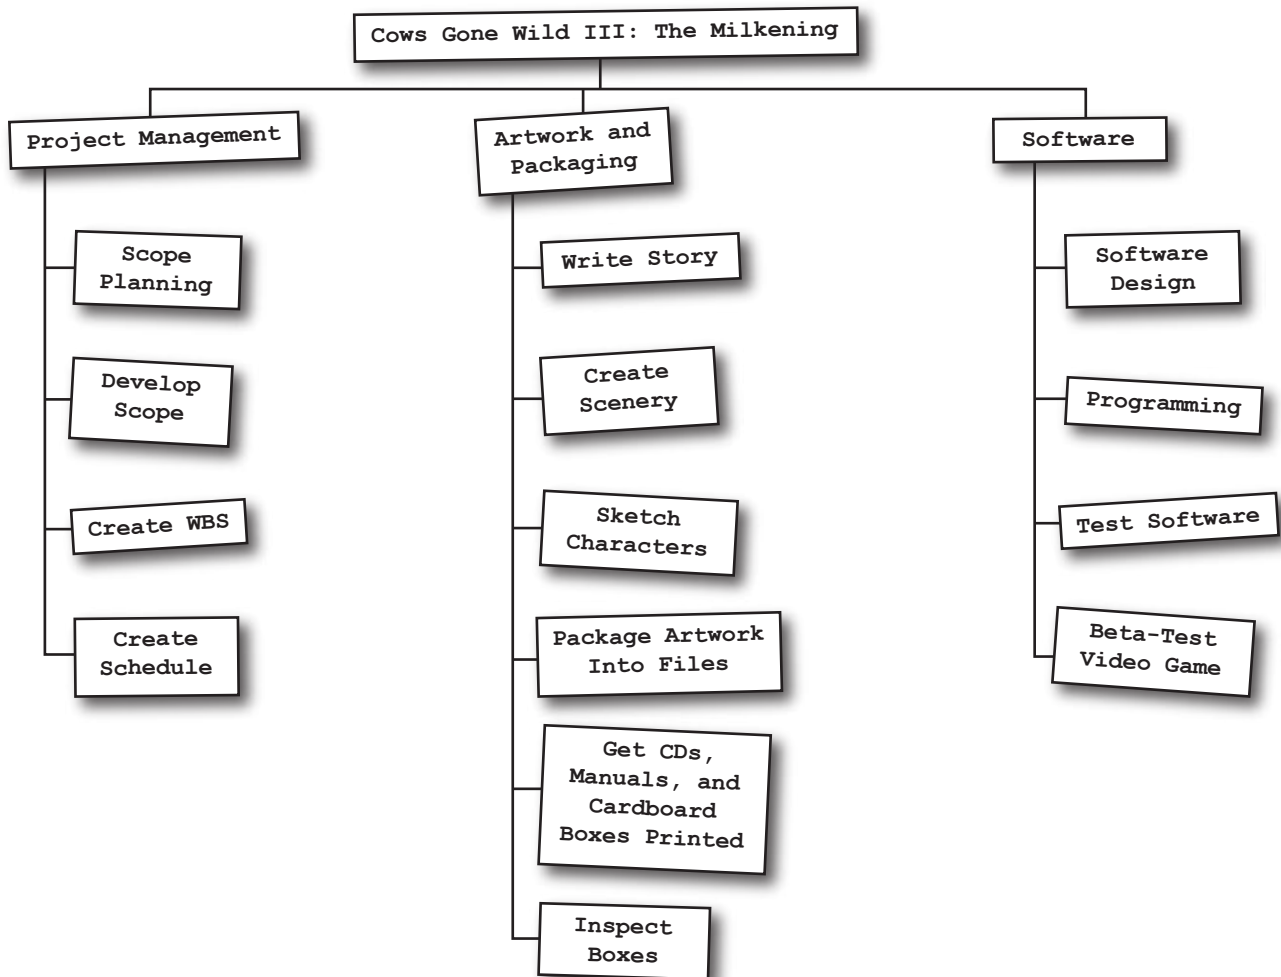 Cows Gone Wild III: The Milkening
Project Management
Scope
Planning
Develop
Scope
Create WBS
Create
Schedule
Artwork and
Packaging
Write Story
Create
Scenery
Sketch
Characters
Package Artwork
Into Files
Get CDs,
Manuals, and
Cardboard
Boxes Printed
Inspect
Boxes
Software
Software
Design
Programming
Test Software
Beta-Test
Video Game